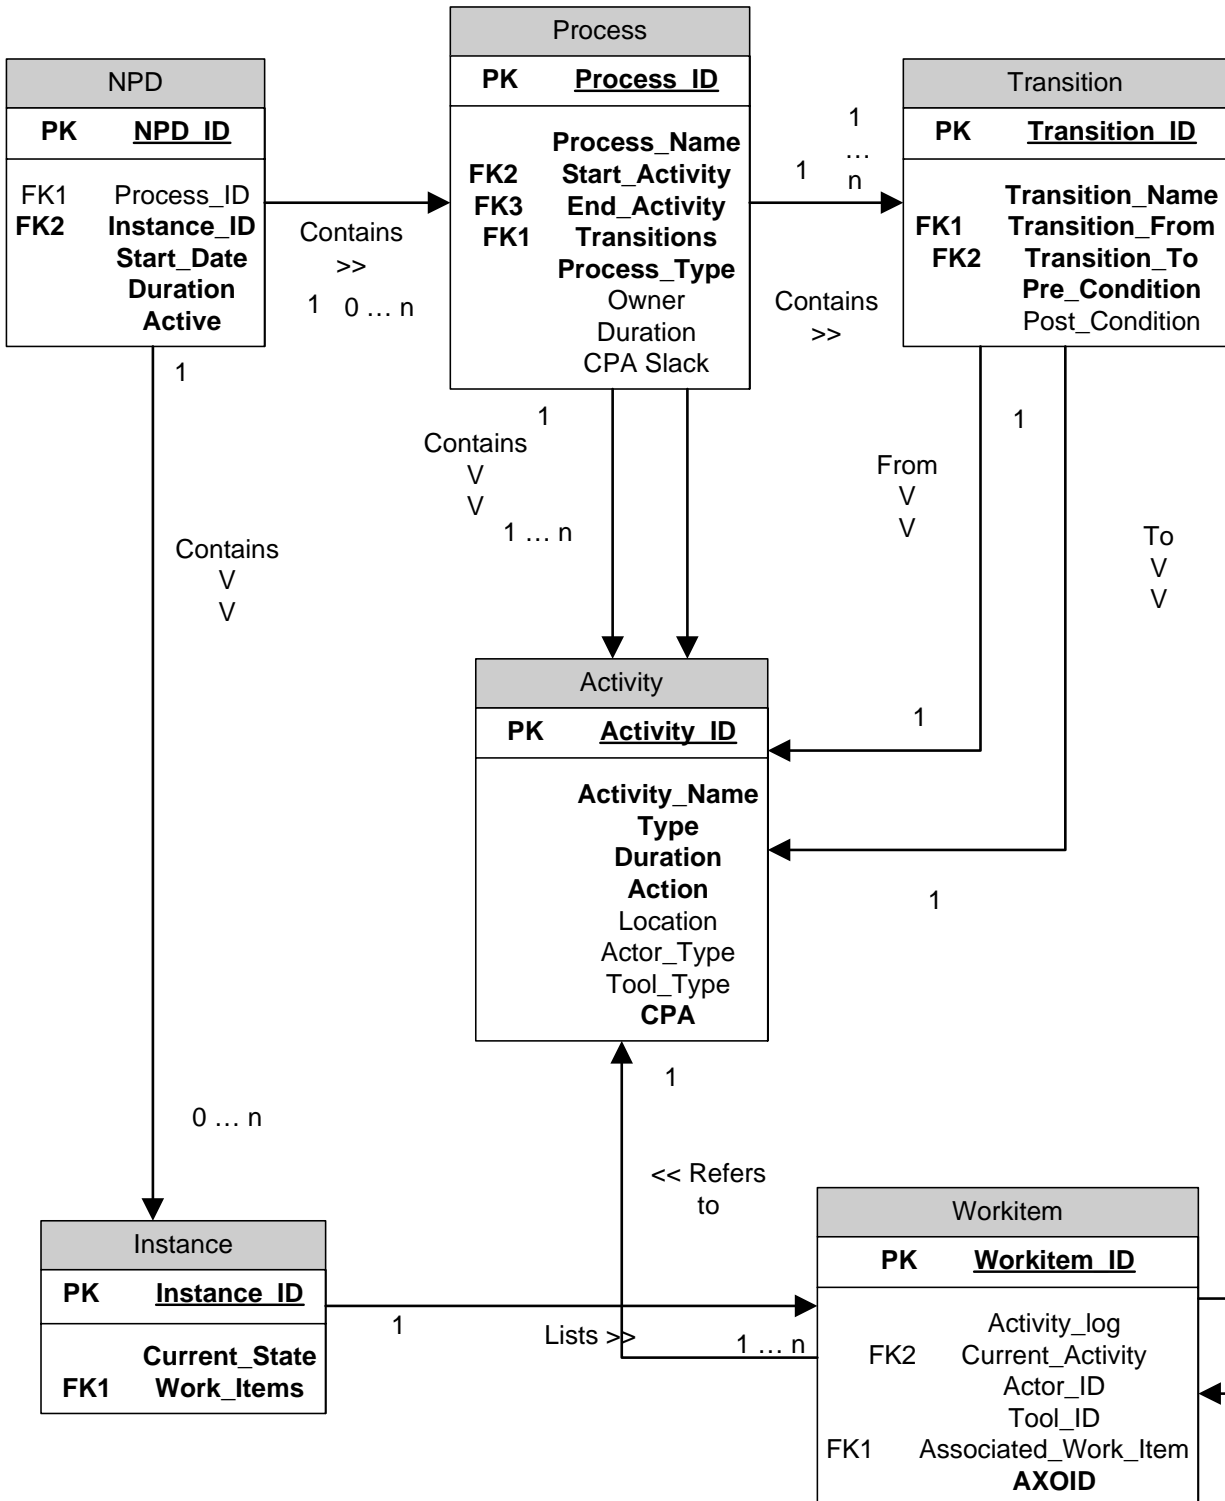 Process
PK Process_ID
Process_Name
FK2 Start_Activity
FK3 End_Activity
FK1 Transitions
Process_Type
Owner
Duration
CPA Slack
NPD
PK NPD_ID
FK1 Process_ID
FK2 Instance_ID
Start_Date
Duration
Active
Transition
PK Transition_ID
Transition_Name
FK1 Transition_From
FK2 Transition_To
Pre_Condition
Post_Condition
Contains
>>
1 0 … n
1
1
…
n
Contains
>>
1
Contains
V
V
0 … n
1
Contains
V
V
1 … n
From
V
V
1
1
To
V
V
1
Activity
PK Activity_ID
Activity_Name
Type
Duration
Action
Location
Actor_Type
Tool_Type
CPA
1
<< Refers
to
Instance
PK Instance_ID
Current_State
FK1 Work_Items
1
Lists >>
1 … n
Workitem
PK Workitem_ID
Activity_log
FK2 Current_Activity
Actor_ID
Tool_ID
FK1 Associated_Work_Item
AXOID